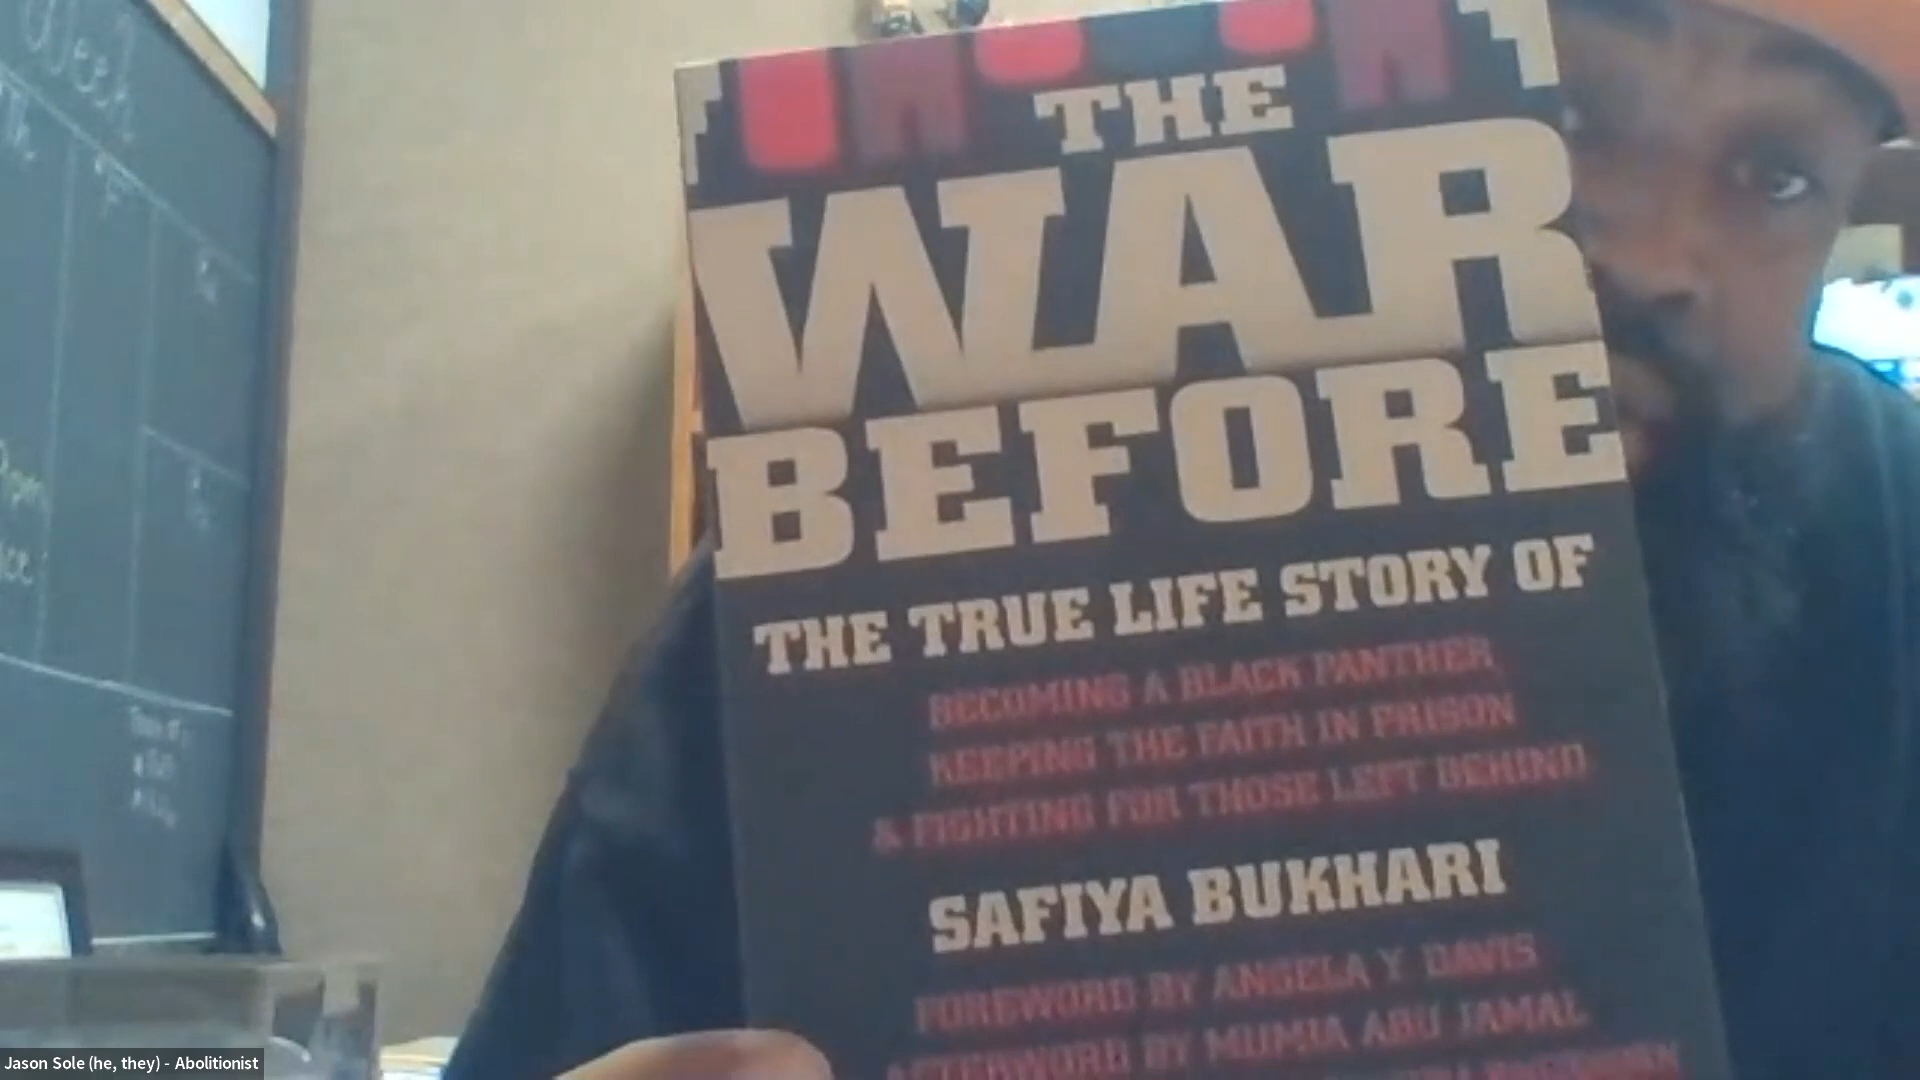 THE
WAR
BEFORE
THE TRUE LIFE STORY OF
BECOMING A BLACK PANTHER,
KEEPING THE FAITH IN PRISON
& FIGHTING FOR THOSE LEFT BEHIND
SAFIYA BUKHARI
FOREWORD BY ANGELA Y. DAVIS
AFTERWORD BY MUMIA ABU JAMAL
Jason Sole (he, they) - Abolitionist